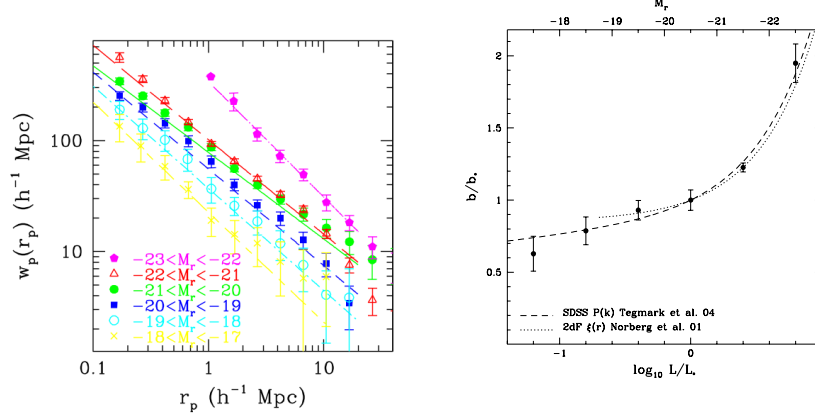 100
10
w_p(r_p) (h^-1 Mpc)
−23<M_r<−22
−22<M_r<−21
−21<M_r<−20
−20<M_r<−19
−19<M_r<−18
−18<M_r<−17
0.1 1 10
r_p (h^-1 Mpc)
M_r
−18 −19 −20 −21 −22
2
1.5
1
0.5
b/b*
SDSS P(k) Tegmark et al. 04
2dF ξ(r) Norberg et al. 01
−1 0
log_10 L/L*